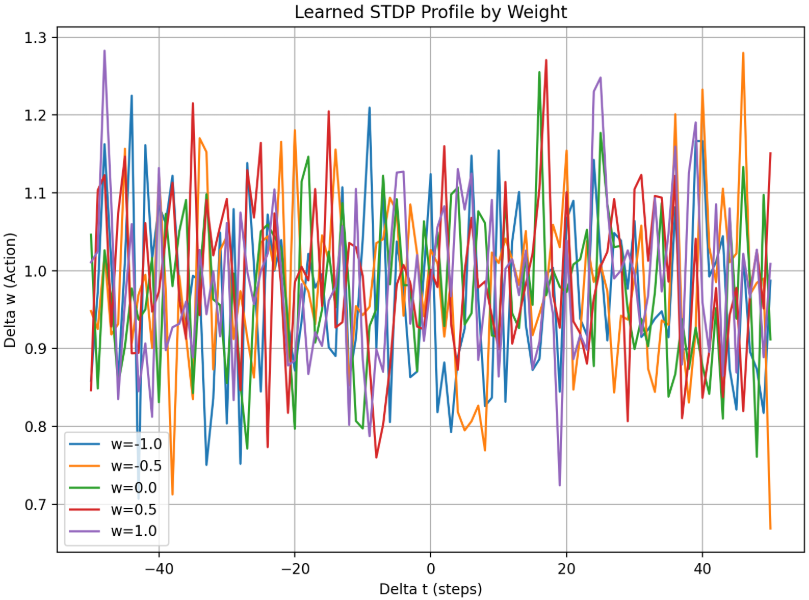 Learned STDP Profile by Weight
Delta w (Action)
1.3
1.2
1.1
1.0
0.9
0.8
0.7
w=-1.0
w=-0.5
w=0.0
w=0.5
w=1.0
−40
−20
0
20
40
Delta t (steps)